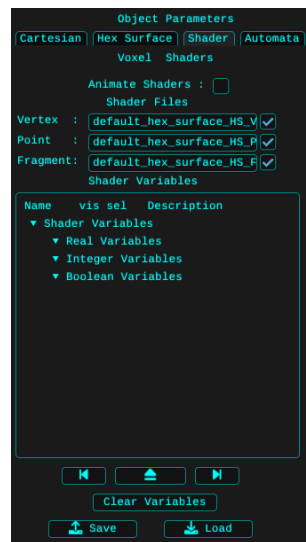 Object Parameters
Cartesian Hex Surface Shader Automata
Voxel Shaders
Animate Shaders :
Shader Files
Vertex : default_hex_surface_HS_V
Point : default_hex_surface_HS_P
Fragment: default_hex_surface_HS_F
Shader Variables
Name vis sel Description
Shader Variables
Real Variables
Integer Variables
Boolean Variables
Clear Variables
Save Load